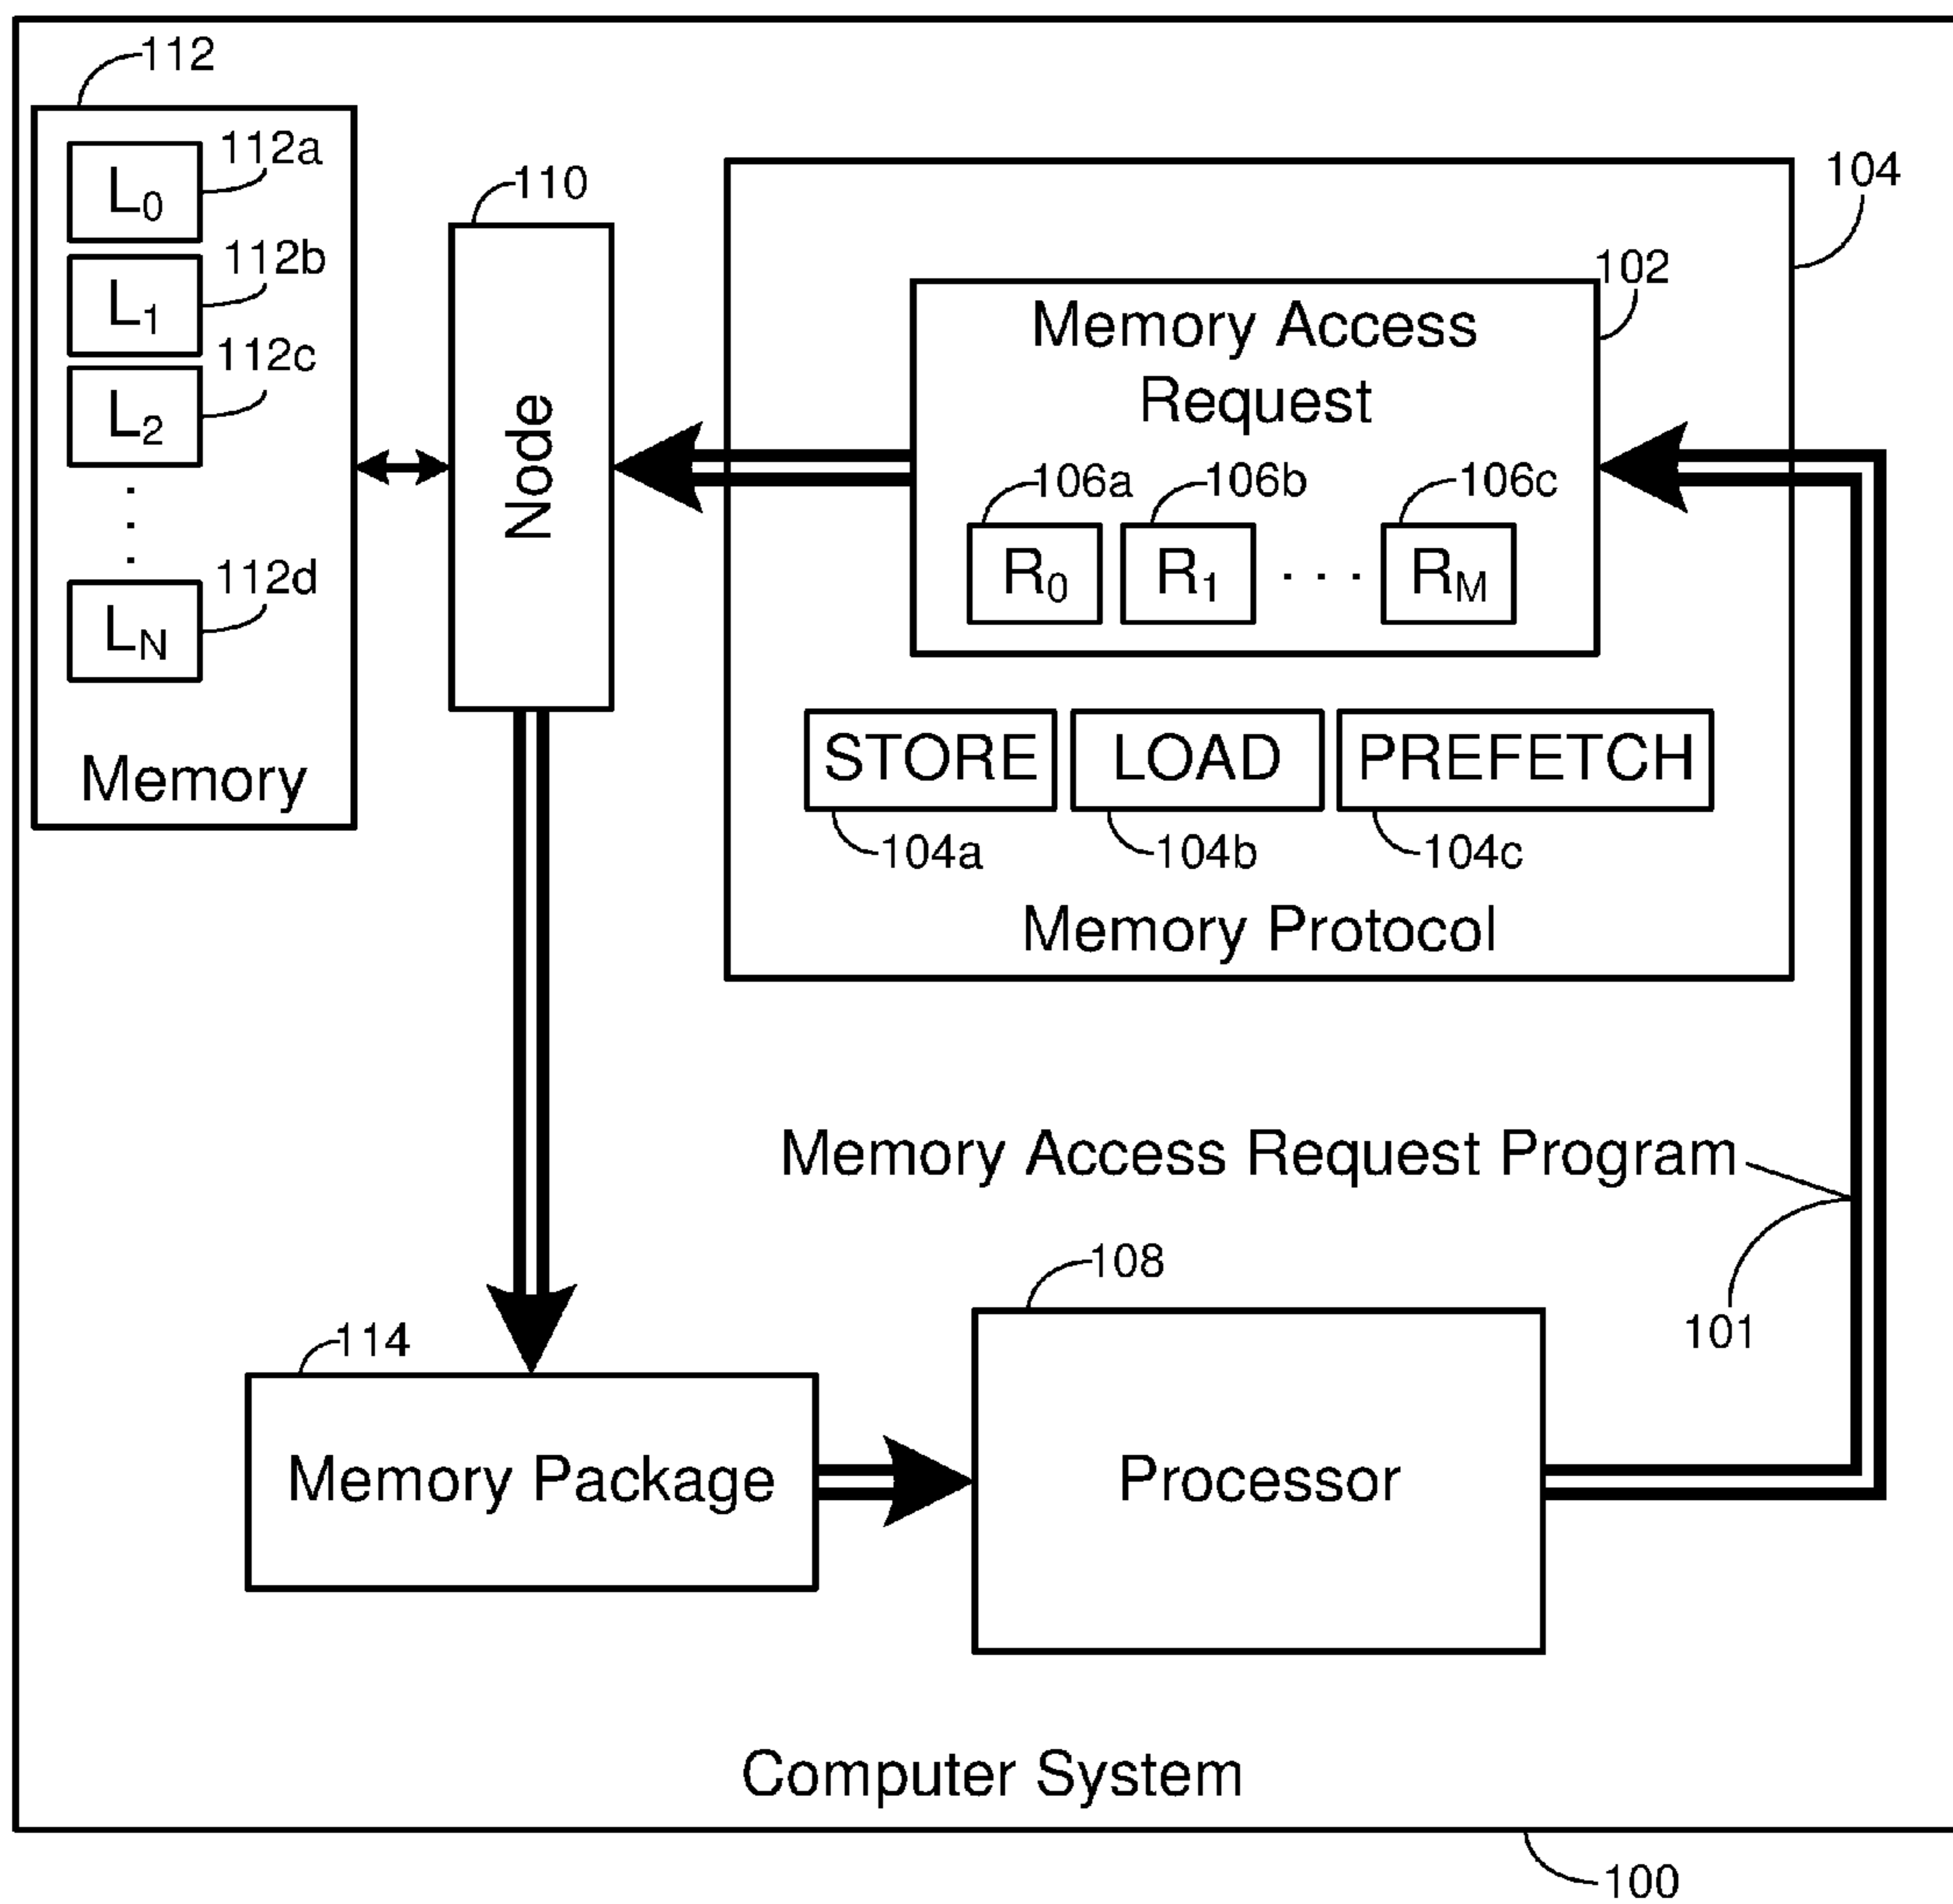 112
L0
112a
L1
112b
L2
112c
.
.
.
LN
112d
Memory
110
Node
104
102
Memory Access
Request
106a
106b
106c
R0
R1
. . .
RM
STORE
LOAD
PREFETCH
104a
104b
104c
Memory Protocol
Memory Access Request Program
101
108
Processor
114
Memory Package
Computer System
100